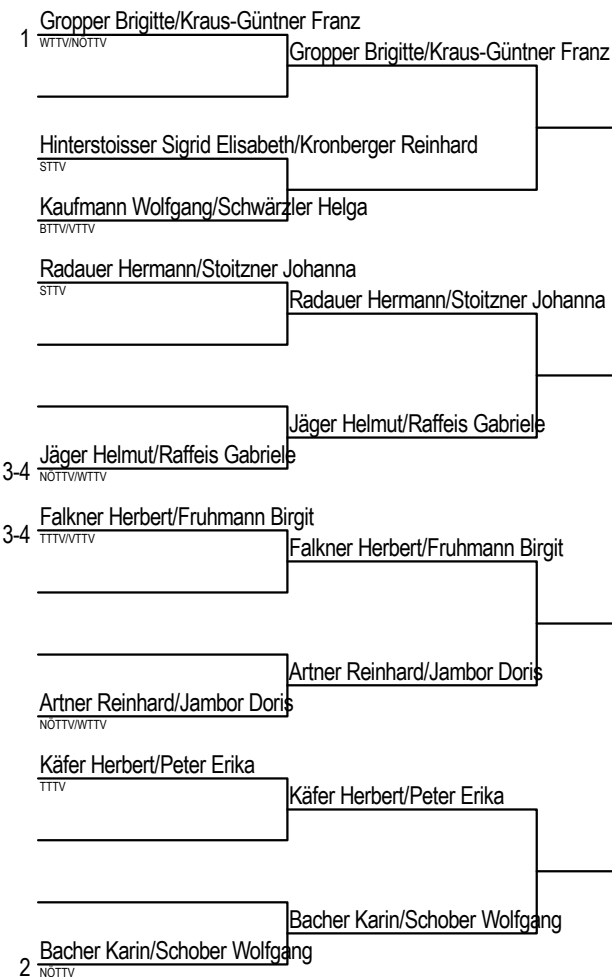 Gropper Brigitte/Kraus-Güntner Franz
1 WTTV/NÖTTV
Gropper Brigitte/Kraus-Güntner Franz
Hinterstoisser Sigrid Elisabeth/Kronberger Reinhard
STTV
Kaufmann Wolfgang/Schwärzler Helga
BTTV/VTTV
Radauer Hermann/Stoitzner Johanna
STTV
Radauer Hermann/Stoitzner Johanna
Jäger Helmut/Raffeis Gabriele
Jäger Helmut/Raffeis Gabriele
3-4 NÖTTV/WTTV
Falkner Herbert/Fruhmann Birgit
3-4 TTTV/VTTV
Falkner Herbert/Fruhmann Birgit
Artner Reinhard/Jambor Doris
Artner Reinhard/Jambor Doris
NÖTTV/WTTV
Käfer Herbert/Peter Erika
TTTV
Käfer Herbert/Peter Erika
Bacher Karin/Schober Wolfgang
Bacher Karin/Schober Wolfgang
2 NÖTTV